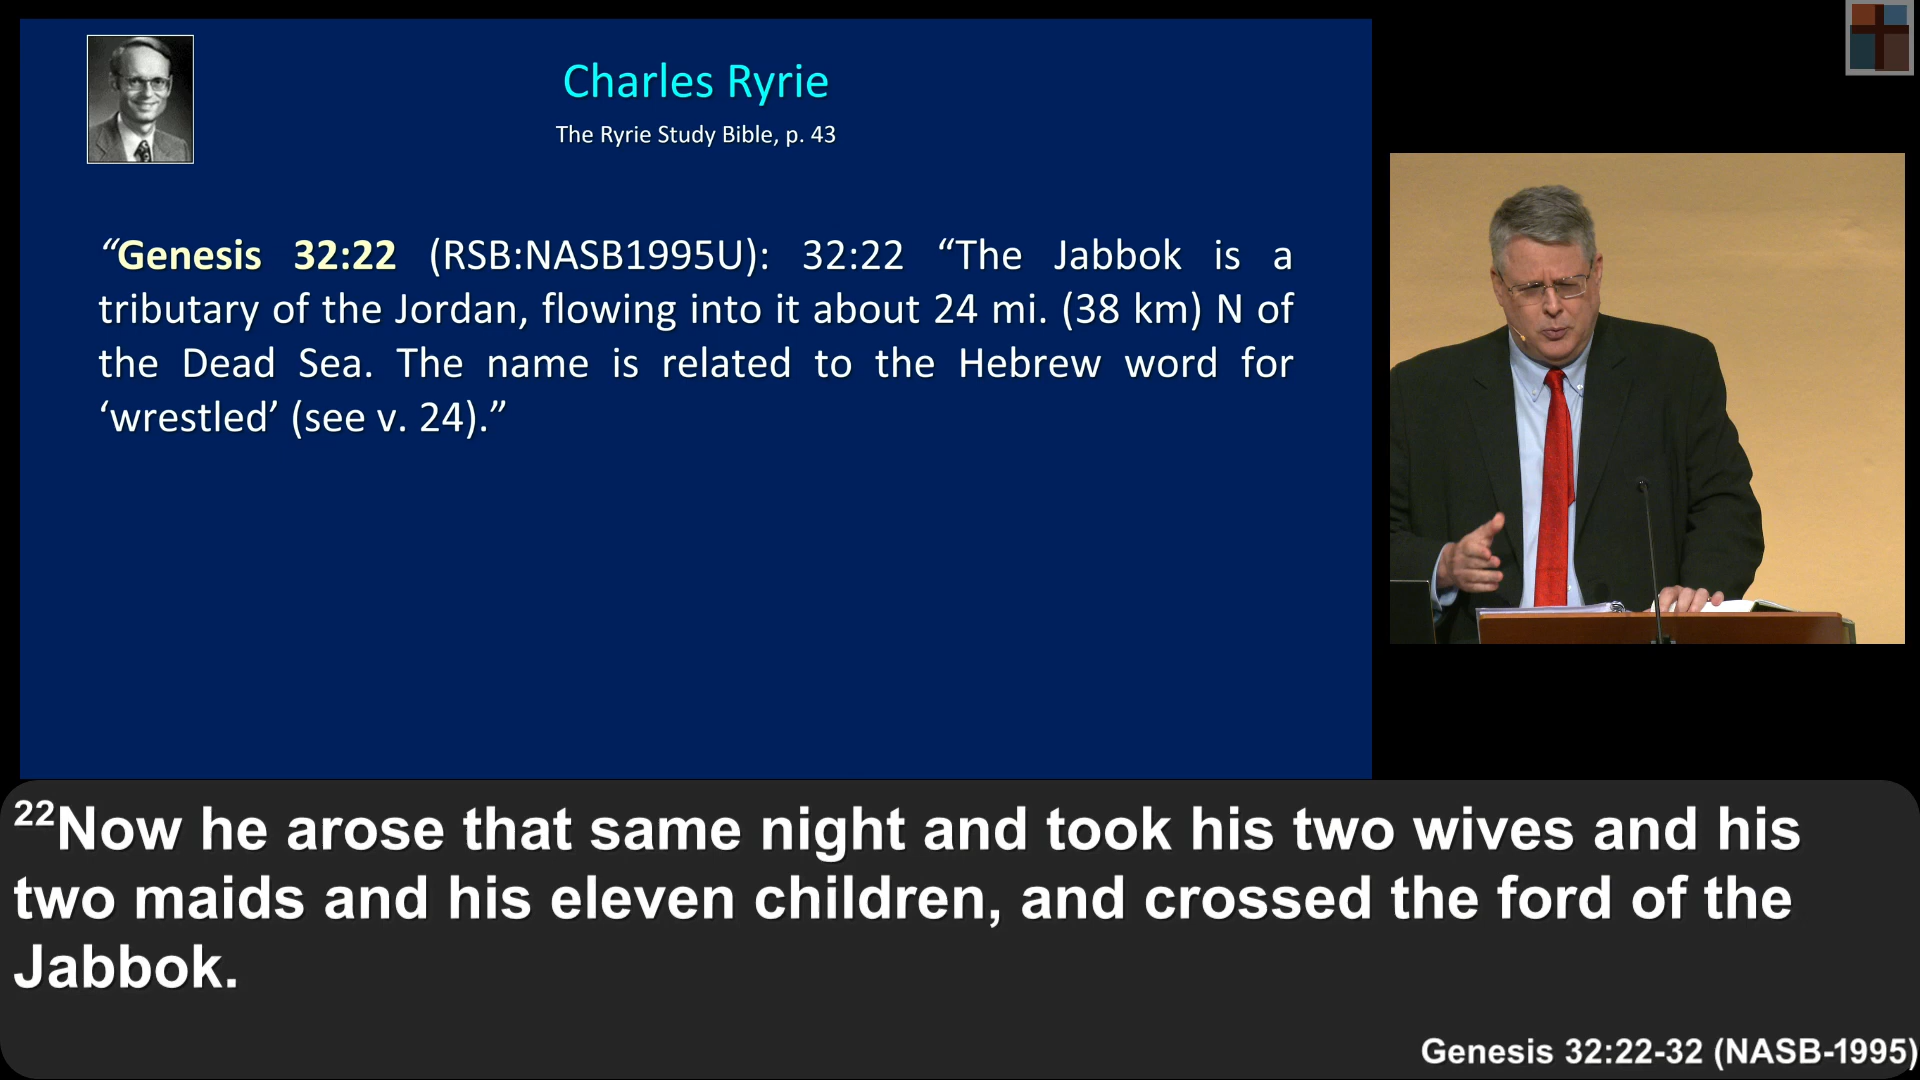 Charles Ryrie
The Ryrie Study Bible, p. 43
“Genesis 32:22 (RSB:NASB1995U): 32:22 “The Jabbok is a
tributary of the Jordan, flowing into it about 24 mi. (38 km) N of
the Dead Sea. The name is related to the Hebrew word for
‘wrestled’ (see v. 24).”
22Now he arose that same night and took his two wives and his
two maids and his eleven children, and crossed the ford of the
Jabbok.
Genesis 32:22-32 (NASB-1995)